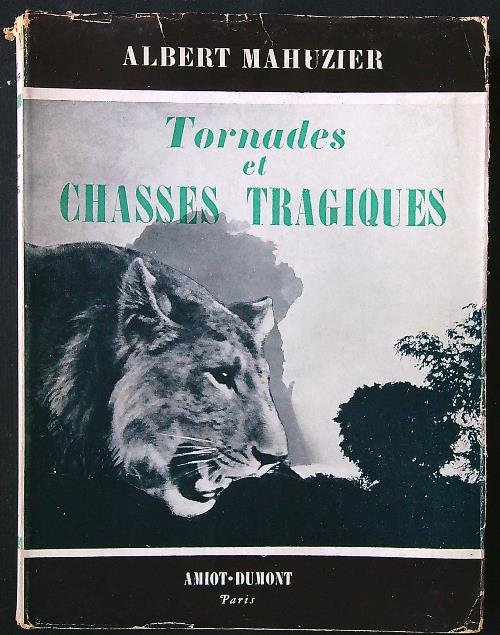 ALBERT MAHUZIER
Tornades
et
CHASSES TRAGIQUES
AMIOT•DUMONT
Paris